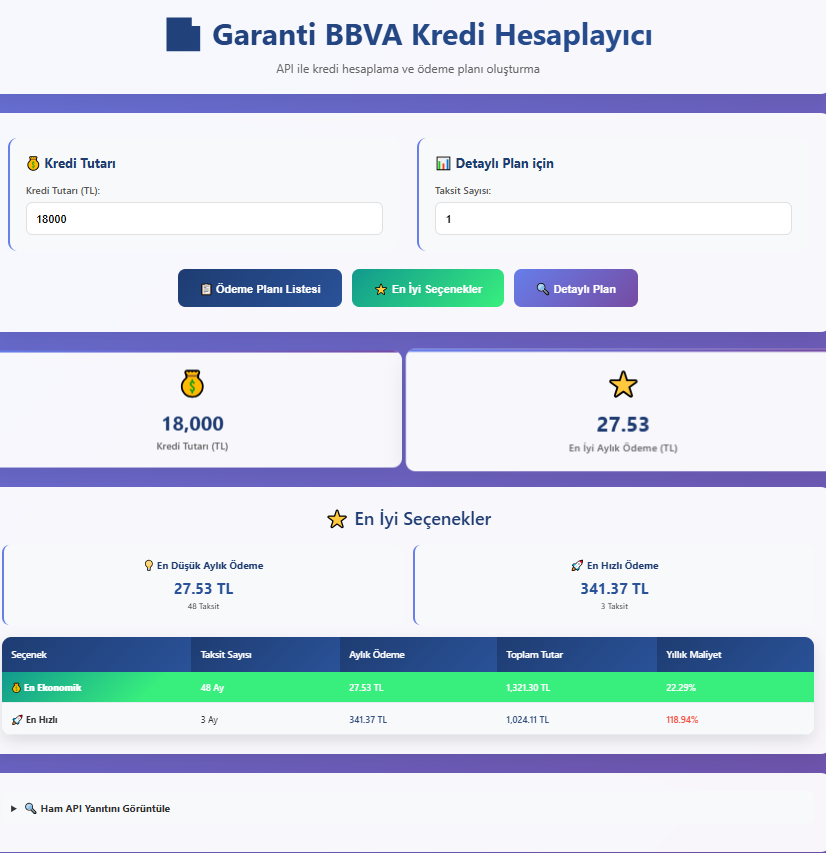 Garanti BBVA Kredi Hesaplayıcı
API ile kredi hesaplama ve ödeme planı oluşturma
Kredi Tutarı
Kredi Tutarı (TL):
18000
Detaylı Plan için
Taksit Sayısı:
1
Ödeme Planı Listesi
En İyi Seçenekler
Detaylı Plan
18,000
Kredi Tutarı (TL)
27.53
En İyi Aylık Ödeme (TL)
En İyi Seçenekler
En Düşük Aylık Ödeme
27.53 TL
48 Taksit
En Hızlı Ödeme
341.37 TL
3 Taksit
Seçenek Taksit Sayısı Aylık Ödeme Toplam Tutar Yıllık Maliyet
En Ekonomik 48 Ay 27.53 TL 1,321.30 TL 22.29%
En Hızlı 3 Ay 341.37 TL 1,024.11 TL 118.94%
Ham API Yanıtını Görüntüle